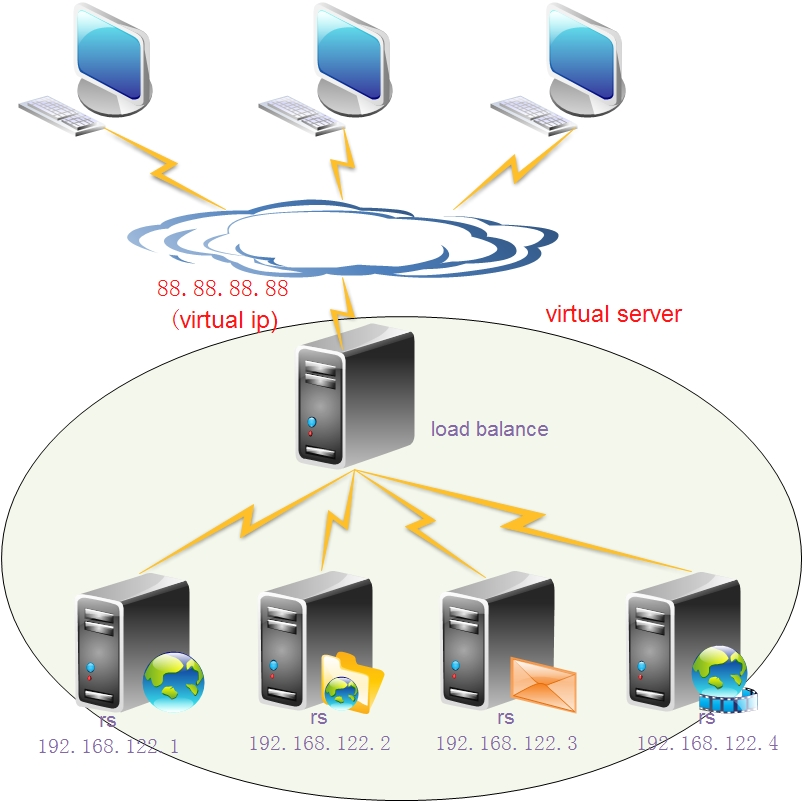 88.88.88.88
(virtual ip)
virtual server
load balance
rs
192.168.122.1
rs
192.168.122.2
rs
192.168.122.3
rs
192.168.122.4